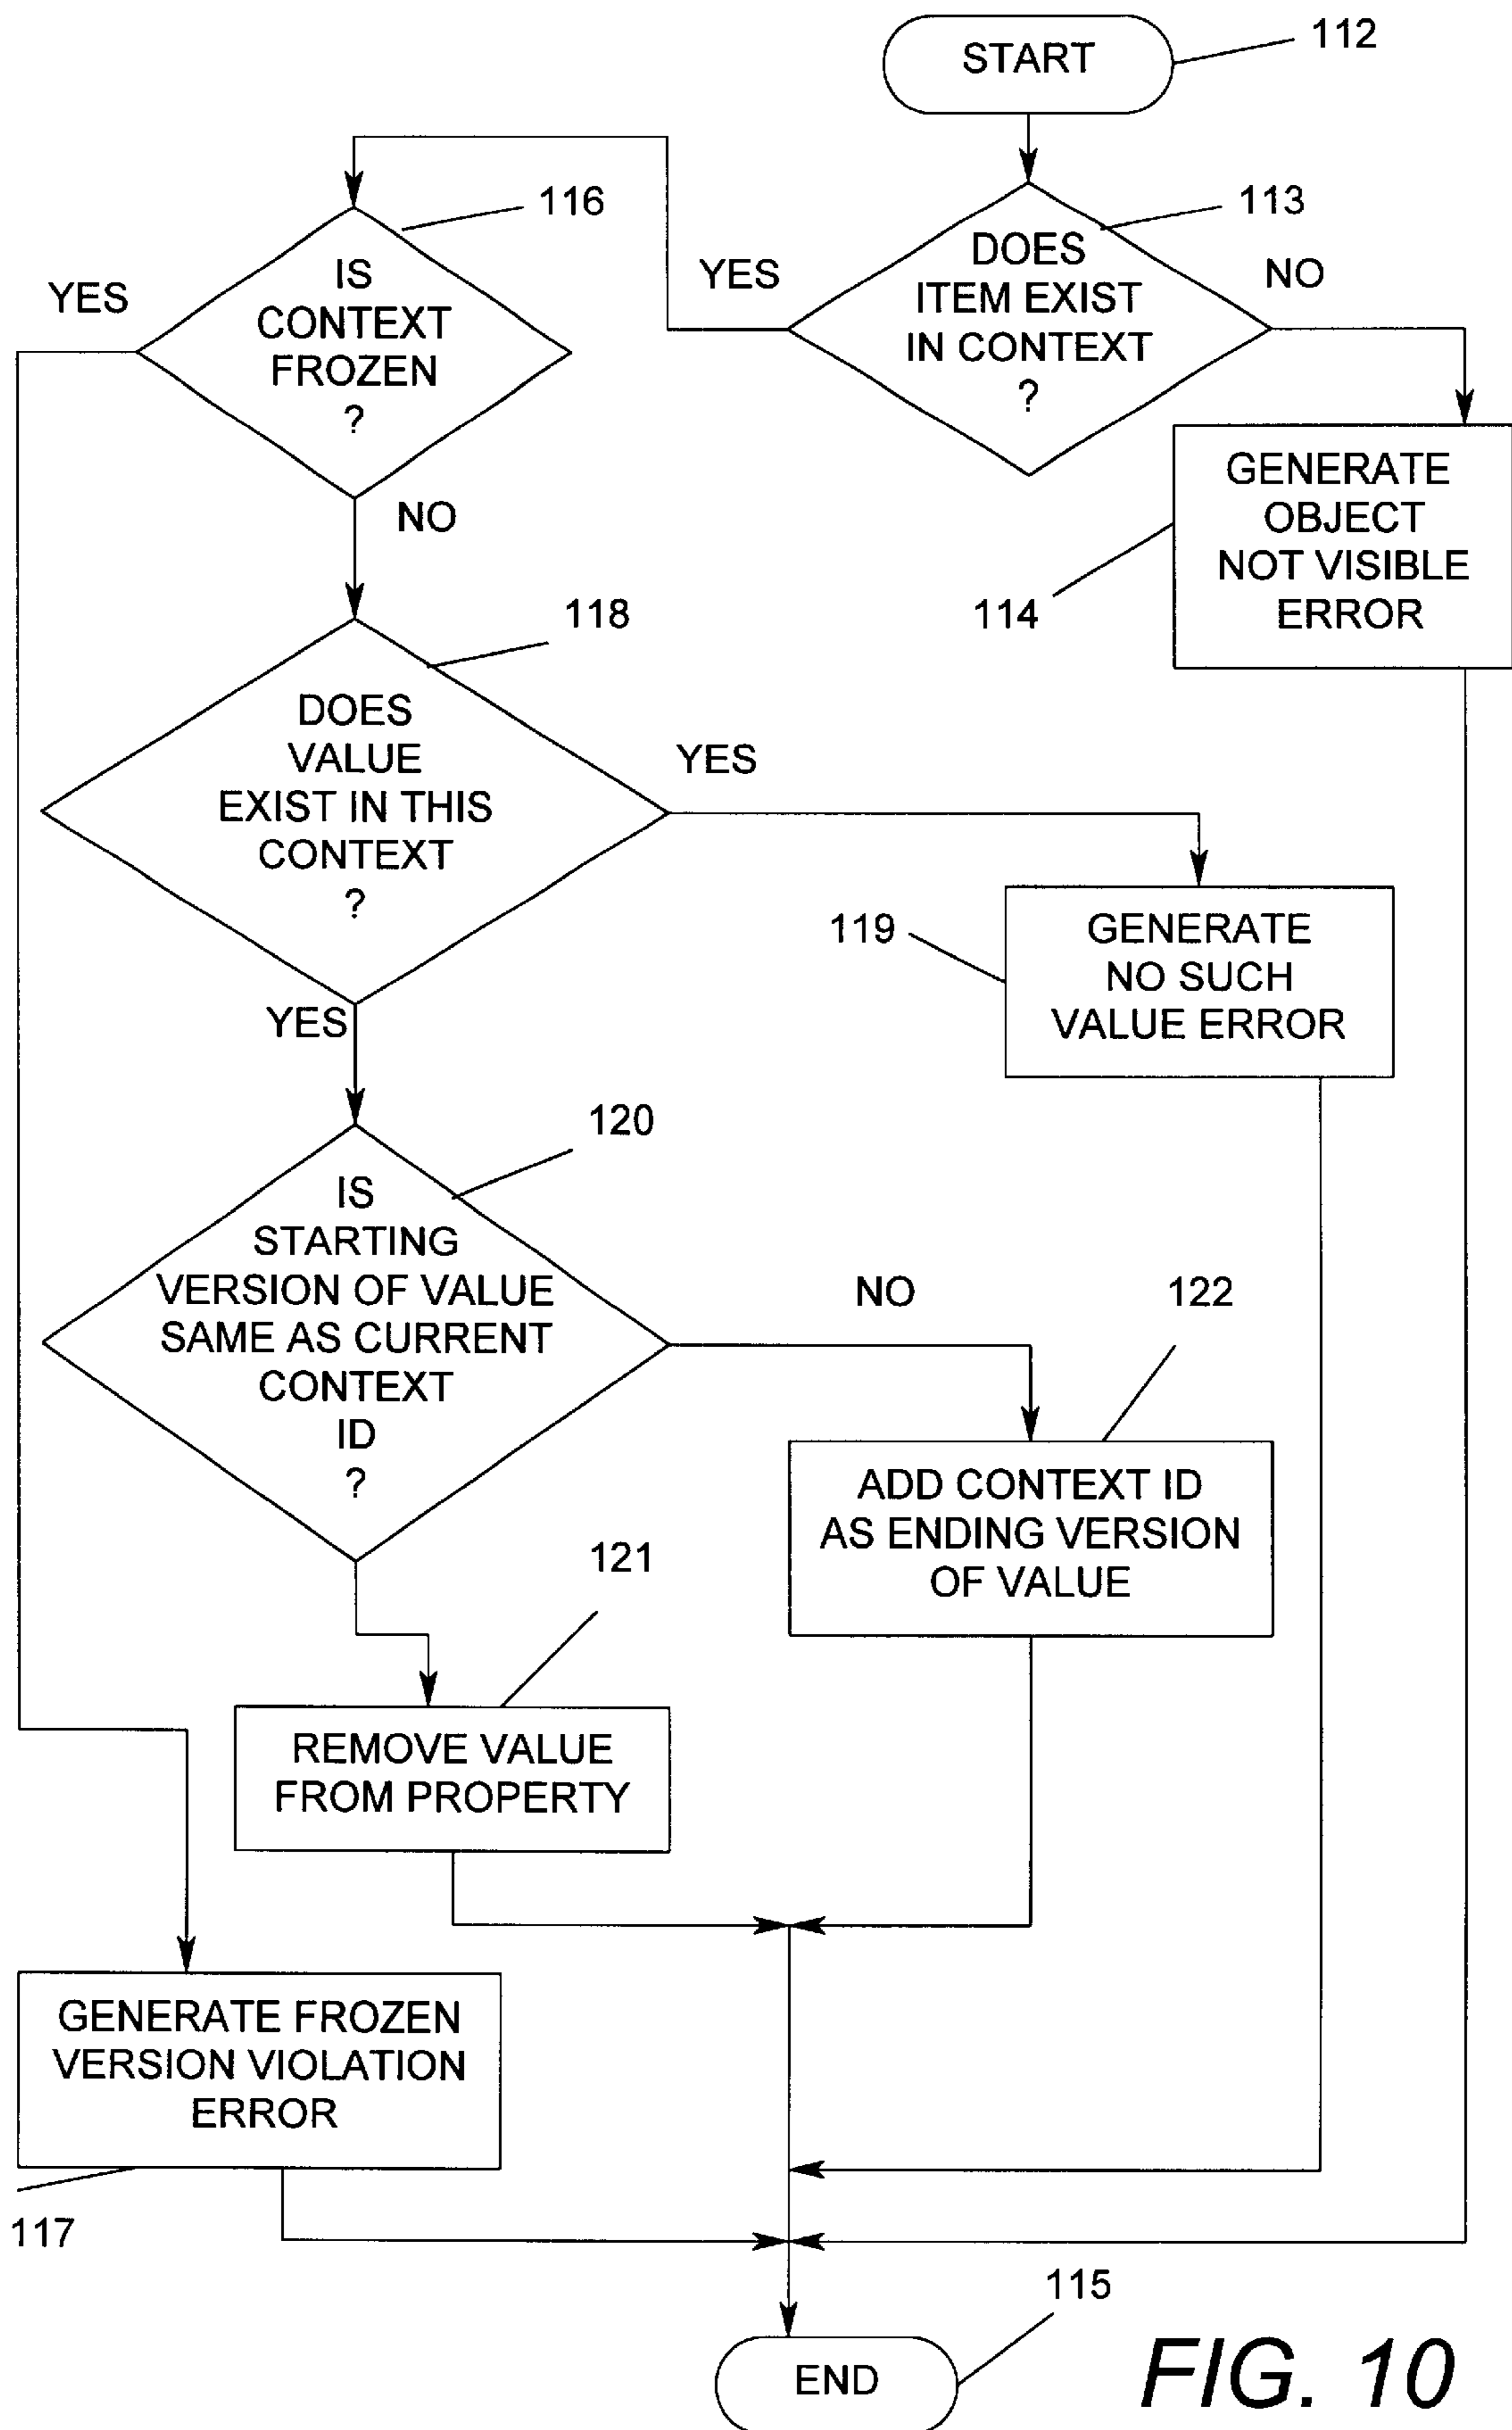 START
112
116
113
IS
CONTEXT
FROZEN
?
YES
NO
DOES
ITEM EXIST
IN CONTEXT
?
YES
NO
GENERATE
OBJECT
NOT VISIBLE
ERROR
114
118
DOES
VALUE
EXIST IN THIS
CONTEXT
?
YES
YES
119
GENERATE
NO SUCH
VALUE ERROR
120
IS
STARTING
VERSION OF VALUE
SAME AS CURRENT
CONTEXT
ID
?
NO
122
ADD CONTEXT ID
AS ENDING VERSION
OF VALUE
121
REMOVE VALUE
FROM PROPERTY
GENERATE FROZEN
VERSION VIOLATION
ERROR
117
115
END
FIG. 10